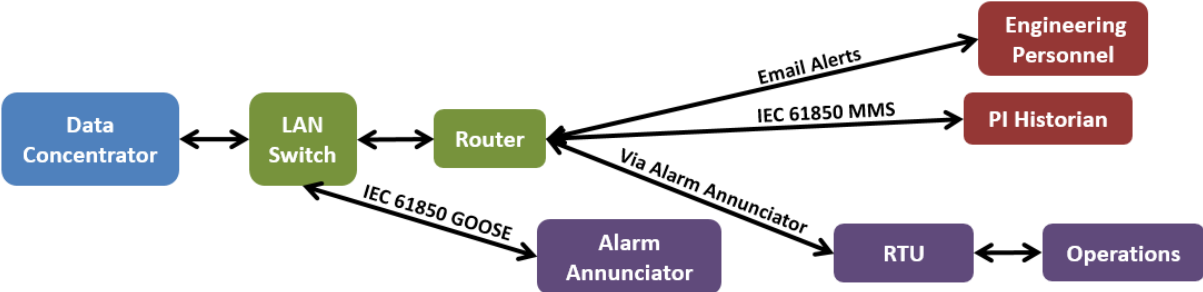 Data
Concentrator
LAN
Switch
Router
Email Alerts
Engineering
Personnel
IEC 61850 MMS
PI Historian
Via Alarm Annunciator
IEC 61850 GOOSE
Alarm
Annunciator
RTU
Operations